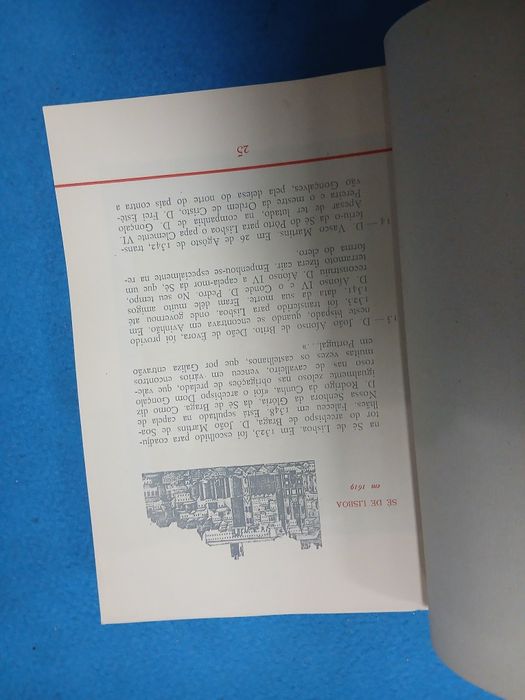 SÉ DE LISBOA
em 1619
na Sé de Lisboa. Em 1323, foi escolhido para coadju-
tor do arcebispo de Braga, D. João Martins de Soa-
lhães. Faleceu em 1348. Está sepultado na capela de
Nossa Senhora da Glória, da Sé de Braga. Como diz
D. Rodrigo da Cunha, «foi o arcebispo Dom Gonçalo
igualmente zeloso nas obrigações de prelado, que vale-
roso nas de cavalleiro, venceu em vários encontros
muitas vezes os castelhanos, que por Galiza entravão
em Portugal. . . »
13 — D. João Afonso de Brito, Deão de Évora, foi provido
neste bispado, quando se encontrava em Avinhão. Em
1323, foi transferido para Lisboa, onde governou até
1341, data da sua morte. Eram dele muito amigos
D. Afonso IV e o Conde D. Pedro. No seu tempo,
reconstruiu D. Afonso IV a capela-mor da Sé, que um
terramoto fizera cair. Empenhou-se especialmente na re-
forma do clero.
14 — D. Vasco Martins. Em 26 de Agosto de 1342, trans-
feriu-o da Sé do Porto para Lisboa o papa Clemente VI.
Apesar de ter lutado, na companhia de D. Gonçalo
Pereira e o mestre da Ordem de Cristo, D. Frei Estê-
vão Gonçalves, pela defesa do norte do país contra a
25